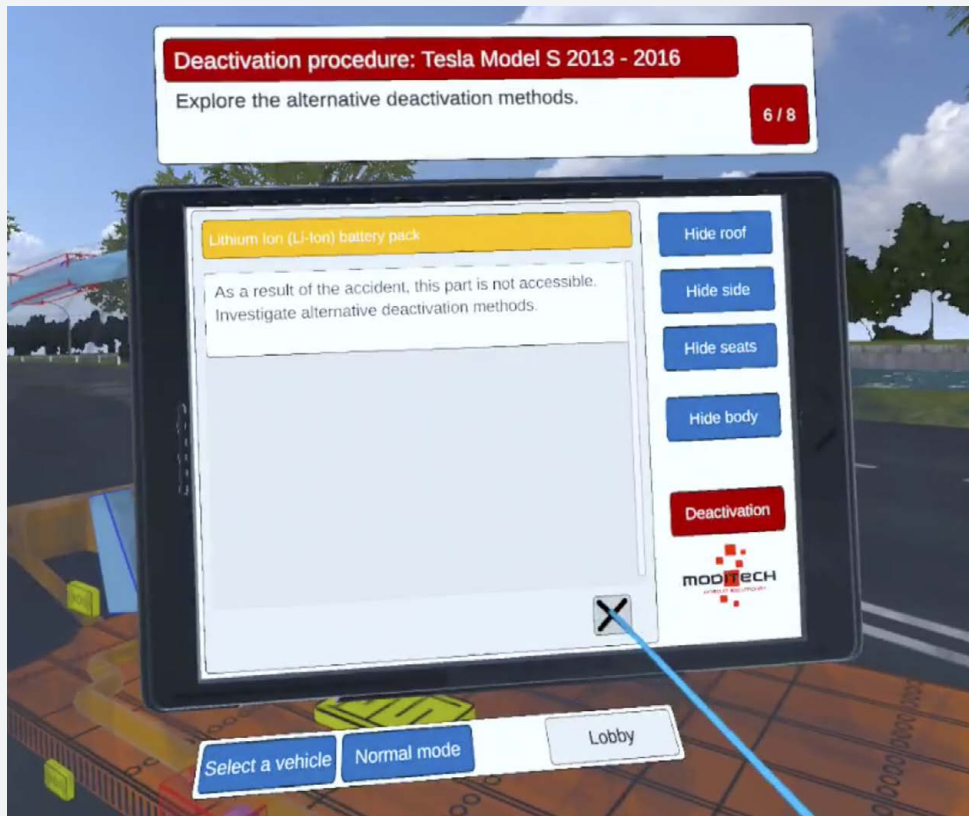 Deactivation procedure: Tesla Model S 2013 - 2016
Explore the alternative deactivation methods.
6 / 8
Lithium Ion (Li-Ion) battery pack
As a result of the accident, this part is not accessible.
Investigate alternative deactivation methods.
Hide roof
Hide side
Hide seats
Hide body
Deactivation
MODITECH
Select a vehicle
Normal mode
Lobby